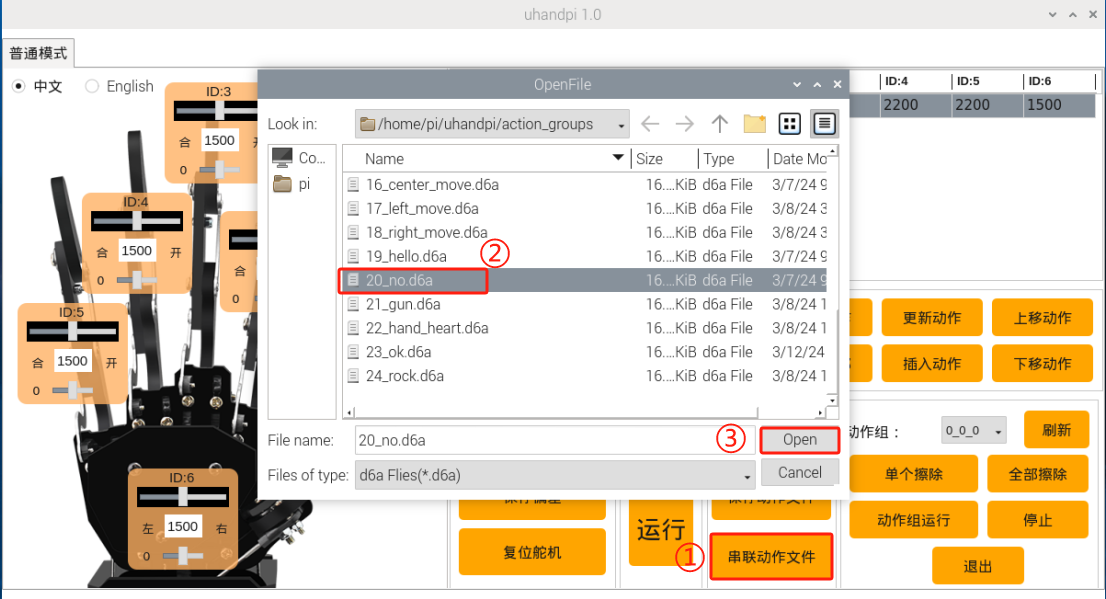 uhandpi 1.0
普通模式
中文
English
ID:3
合 1500
0
ID:4
合 1500 开
0
合
0
ID:5
合 1500 开
0
ID:6
左 1500 右
0
OpenFile
Look in: /home/pi/uhandpi/action_groups
Co...
pi
Name Size Type Date Mo
16_center_move.d6a 16....KiB d6a File 3/7/24 9
17_left_move.d6a 16....KiB d6a File 3/8/24 3
18_right_move.d6a 16....KiB d6a File 3/8/24 3
19_hello.d6a 16....KiB d6a File 3/7/24 9
②
20_no.d6a 16....KiB d6a File 3/7/24 9
21_gun.d6a 16....KiB d6a File 3/8/24 1
22_hand_heart.d6a 16....KiB d6a File 3/8/24 1
23_ok.d6a 16....KiB d6a File 3/12/24
24_rock.d6a 16....KiB d6a File 3/8/24 1
File name: 20_no.d6a ③ Open
Files of type: d6a Flies(*.d6a) Cancel
ID:4 ID:5 ID:6
2200 2200 1500
更新动作 上移动作
插入动作 下移动作
动作组： 0_0_0 刷新
单个擦除 全部擦除
动作组运行 停止
退出
保存偏差
复位舵机
运行
保存动作文件
① 串联动作文件